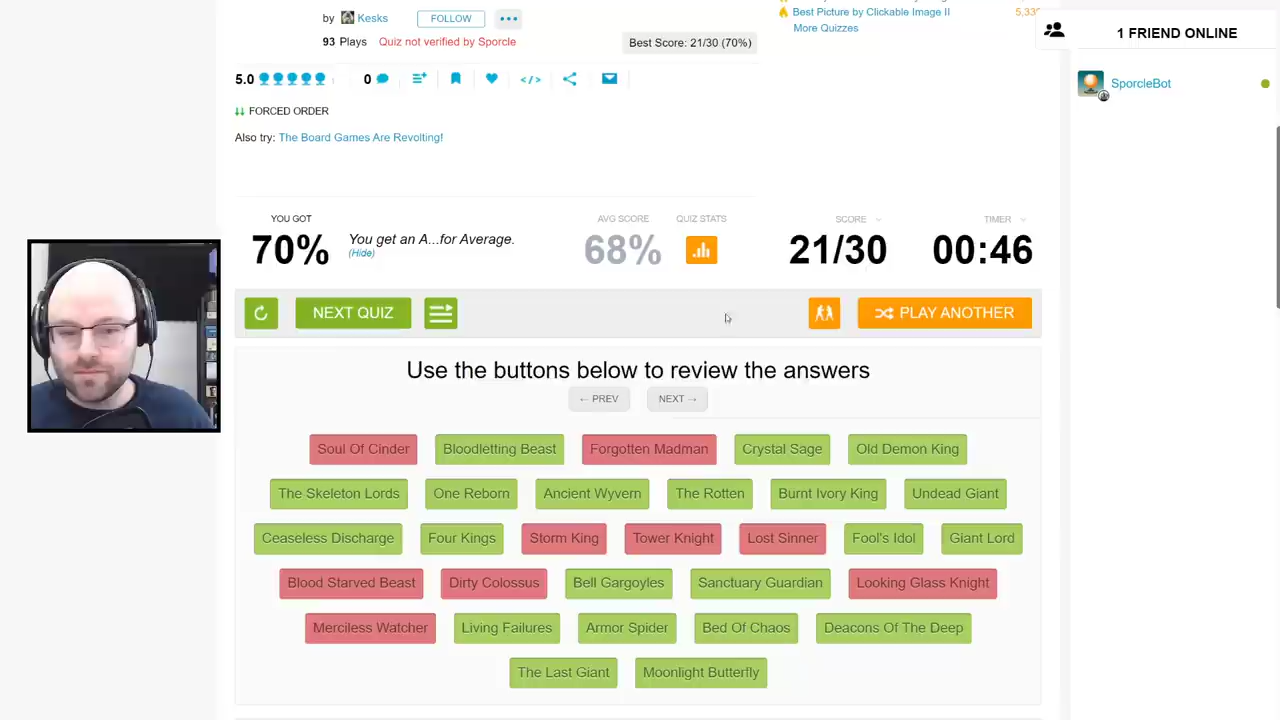 by Kesks FOLLOW
Best Picture by Clickable Image II
More Quizzes
93 Plays Quiz not verified by Sporcle
Best Score: 21/30 (70%)
1 FRIEND ONLINE
SporcleBot
5.0 0
FORCED ORDER
Also try: The Board Games Are Revolting!
YOU GOT AVG SCORE QUIZ STATS SCORE TIMER
70% You get an A...for Average. 68% 21/30 00:46
(Hide)
NEXT QUIZ PLAY ANOTHER
Use the buttons below to review the answers
← PREV NEXT →
Soul Of Cinder Bloodletting Beast Forgotten Madman Crystal Sage Old Demon King
The Skeleton Lords One Reborn Ancient Wyvern The Rotten Burnt Ivory King Undead Giant
Ceaseless Discharge Four Kings Storm King Tower Knight Lost Sinner Fool's Idol Giant Lord
Blood Starved Beast Dirty Colossus Bell Gargoyles Sanctuary Guardian Looking Glass Knight
Merciless Watcher Living Failures Armor Spider Bed Of Chaos Deacons Of The Deep
The Last Giant Moonlight Butterfly